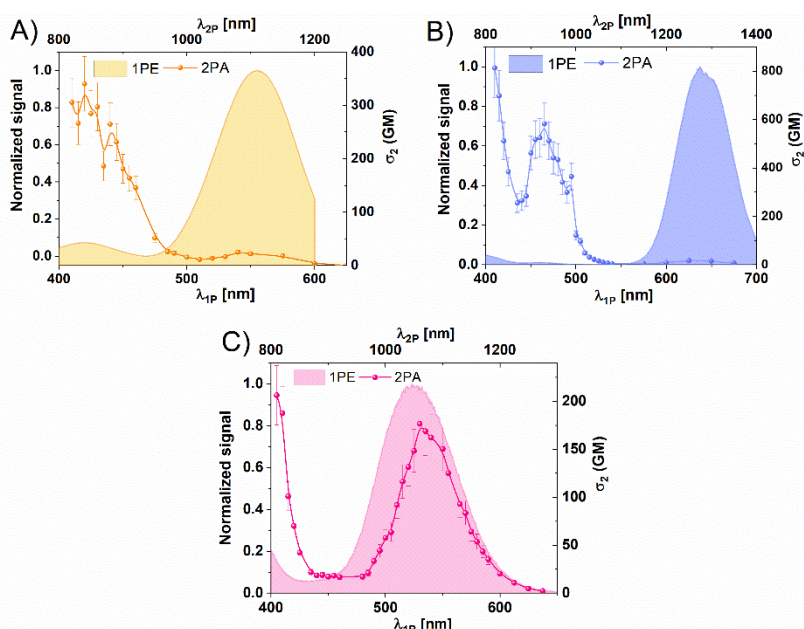 A)
λ2P [nm]
800 1000 1200
1PE 2PA
Normalized signal
1.0
0.8
0.6
0.4
0.2
0.0
400
300
200
100
0
σ2 (GM)
400 500 600
λ1P [nm]
B)
λ2P [nm]
800 900 1000 1100 1200 1300 1400
1PE 2PA
Normalized signal
1.0
0.8
0.6
0.4
0.2
0.0
800
600
400
200
0
σ2 (GM)
400 500 600 700
λ1P [nm]
C)
λ2P [nm]
800 1000 1200
1PE 2PA
Normalized signal
1.0
0.8
0.6
0.4
0.2
0.0
200
150
100
50
0
σ2 (GM)
400 500 600
λ1P [nm]